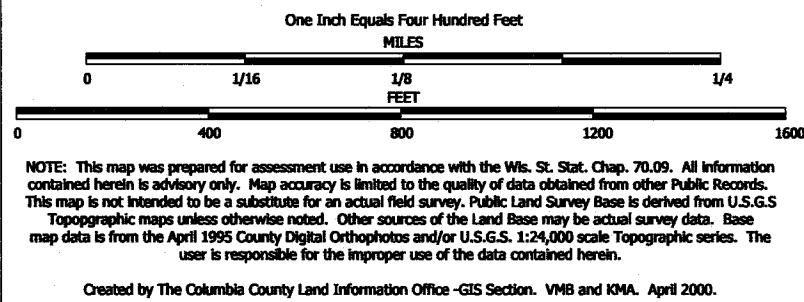 One Inch Equals Four Hundred Feet
MILES
0 1/16 1/8 1/4
FEET
0 400 800 1200 1600
NOTE: This map was prepared for assessment use in accordance with the Wis. St. Stat. Chap. 70.09. All information
contained herein is advisory only. Map accuracy is limited to the quality of data obtained from other Public Records.
This map is not intended to be a substitute for an actual field survey. Public Land Survey Base is derived from U.S.G.S
Topopgraphic maps unless otherwise noted. Other sources of the Land Base may be actual survey data. Base
map data is from the April 1995 County Digital Orthophotos and/or U.S.G.S. 1:24,000 scale Topographic series. The
user is responsible for the improper use of the data contained herein.
Created by The Columbia County Land Information Office -GIS Section. VMB and KMA. April 2000.